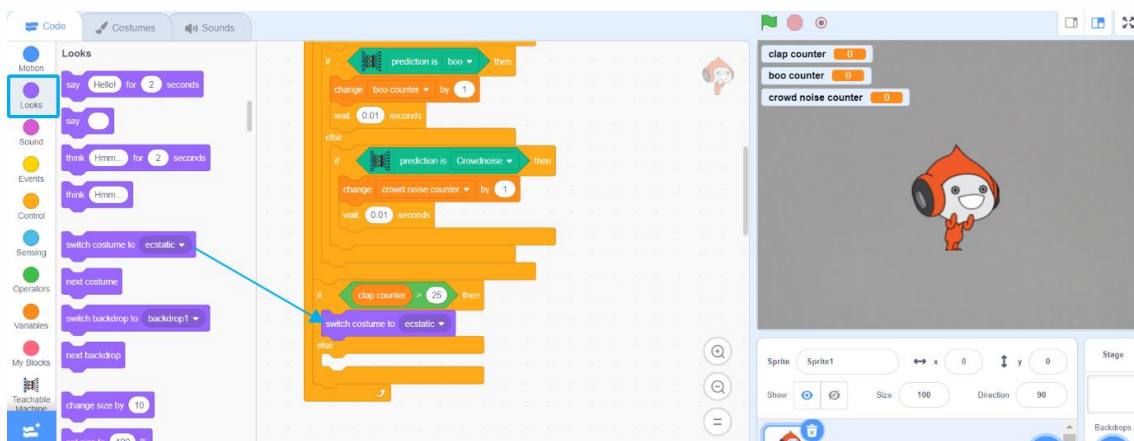 Code Costumes Sounds
Motion
Looks
Sound
Events
Control
Sensing
Operators
Variables
My Blocks
Teachable
Machine
Looks
say Hello! for 2 seconds
say
think Hmm... for 2 seconds
think Hmm...
switch costume to ecstatic
next costume
switch backdrop to backdrop1
next backdrop
change size by 10
if prediction is boo then
change boo counter by 1
wait 0.01 seconds
else
if prediction is Crowdnoise then
change crowd noise counter by 1
wait 0.01 seconds
if clap counter > 25 then
switch costume to ecstatic
else
clap counter 0
boo counter 0
crowd noise counter 0
Sprite Sprite1 x 0 y 0
Show Size 100 Direction 90
Stage
Backdrops